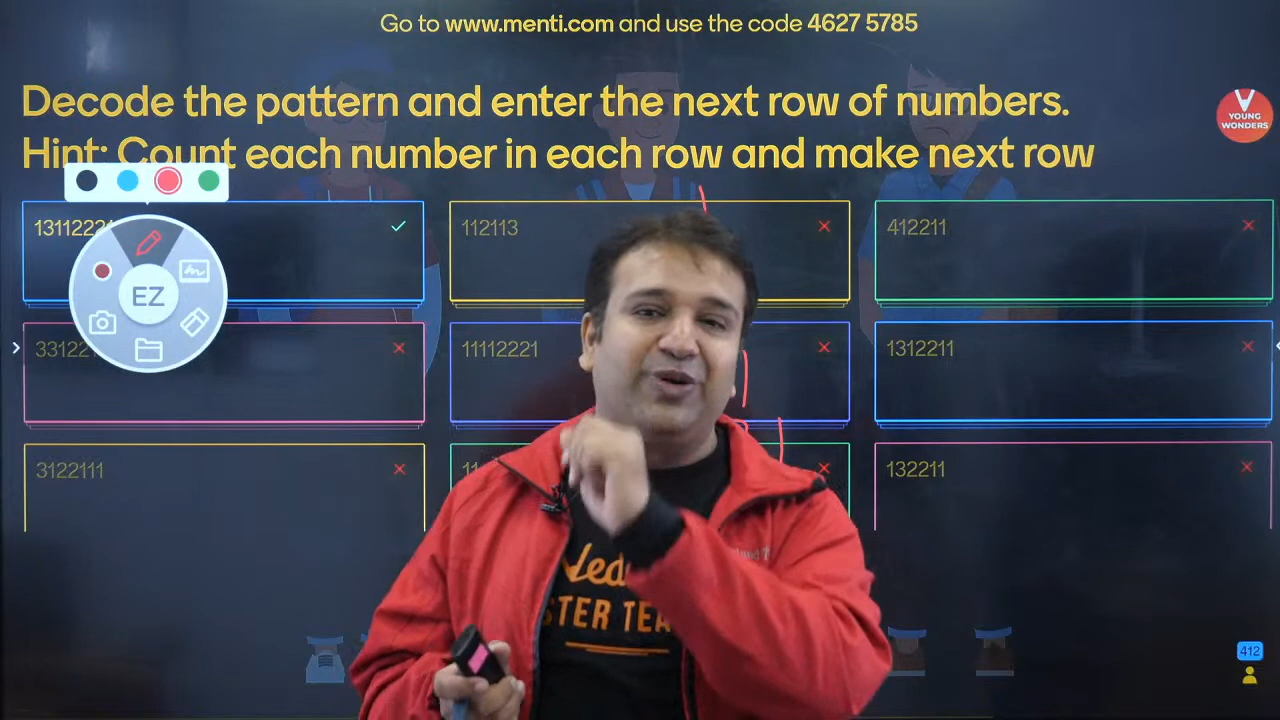 Go to www.menti.com and use the code 4627 5785
Decode the pattern and enter the next row of numbers.
Hint: Count each number in each row and make next row
YOUNG
WONDERS
112113
412211
EZ
11112221
1312211
3122111
132211
STER TEA
412